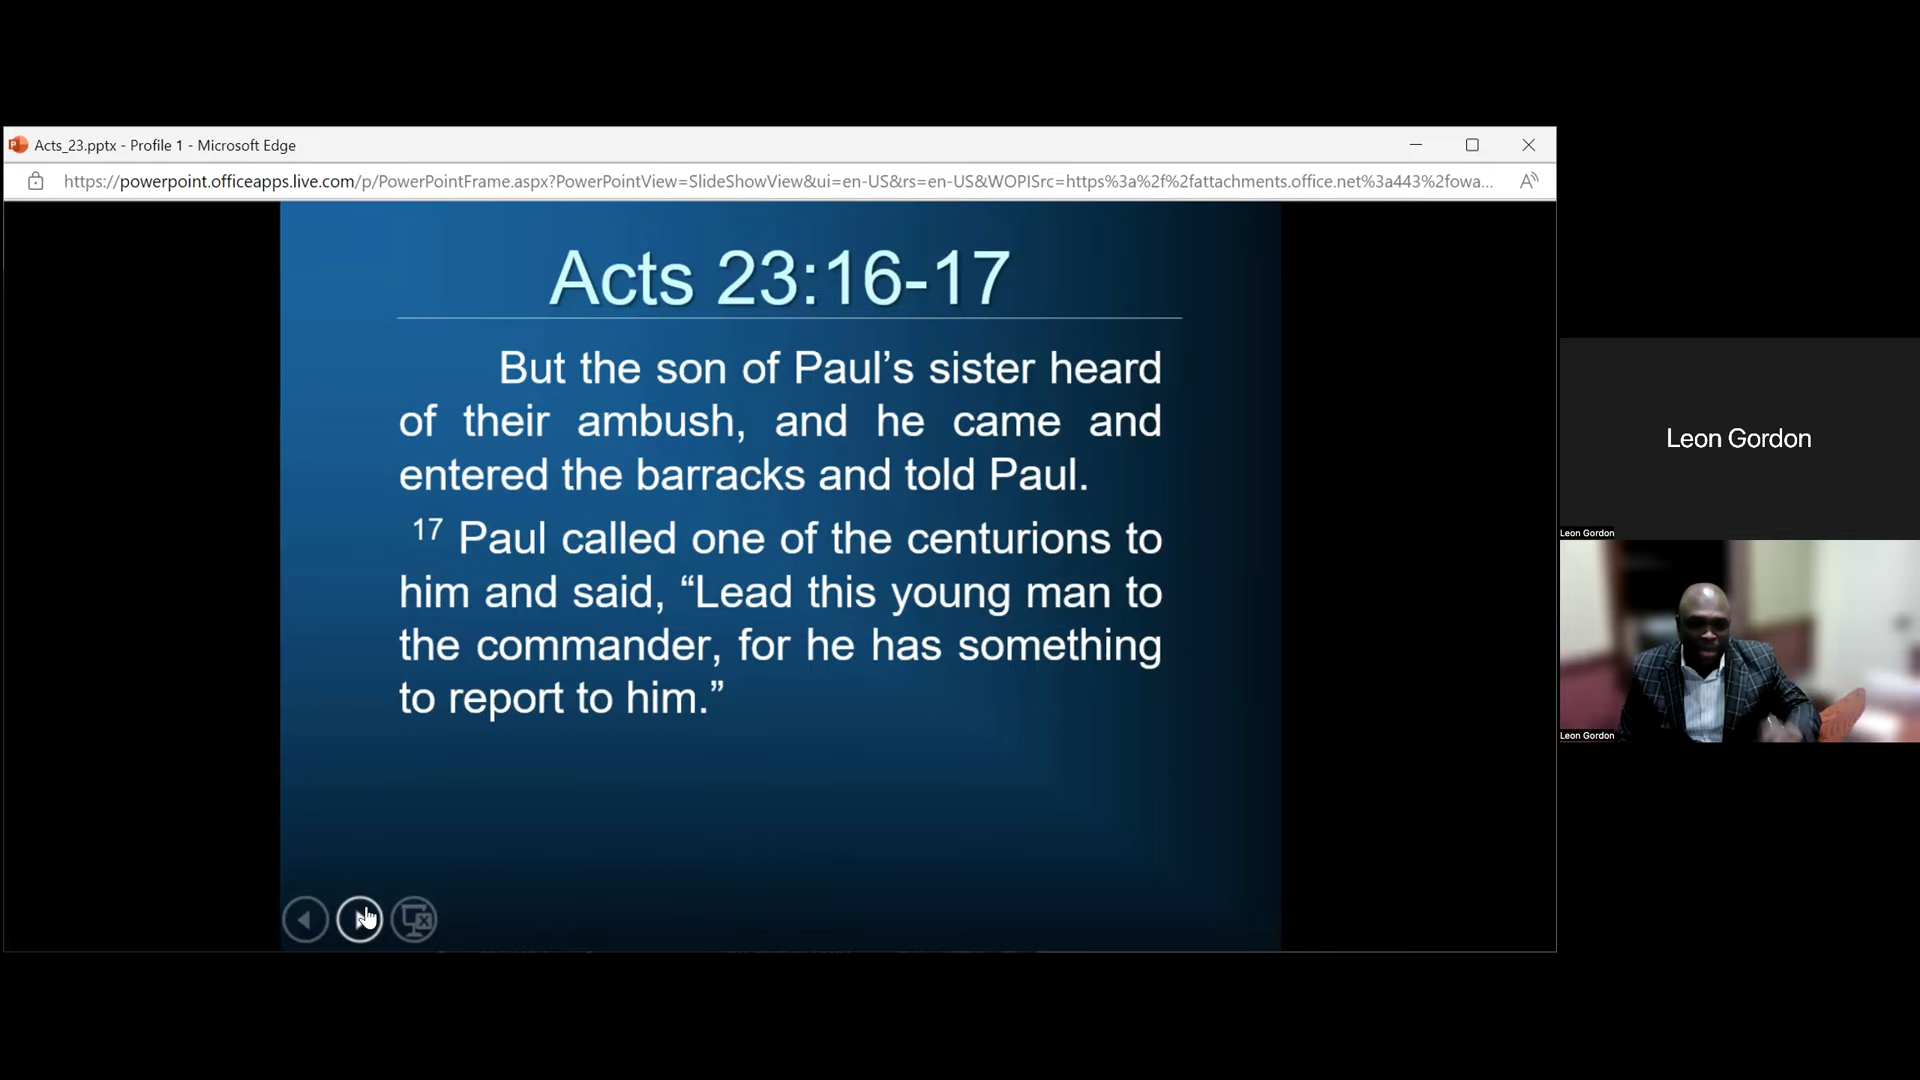 Acts_23.pptx - Profile 1 - Microsoft Edge
https://powerpoint.officeapps.live.com/p/PowerPointFrame.aspx?PowerPointView=SlideShowView&ui=en-US&rs=en-US&WOPISrc=https%3a%2f%2fattachments.office.net%3a443%2fowa...
Acts 23:16-17
But the son of Paul’s sister heard
of their ambush, and he came and
entered the barracks and told Paul.
17 Paul called one of the centurions to
him and said, “Lead this young man to
the commander, for he has something
to report to him.”
Leon Gordon
Leon Gordon
Leon Gordon